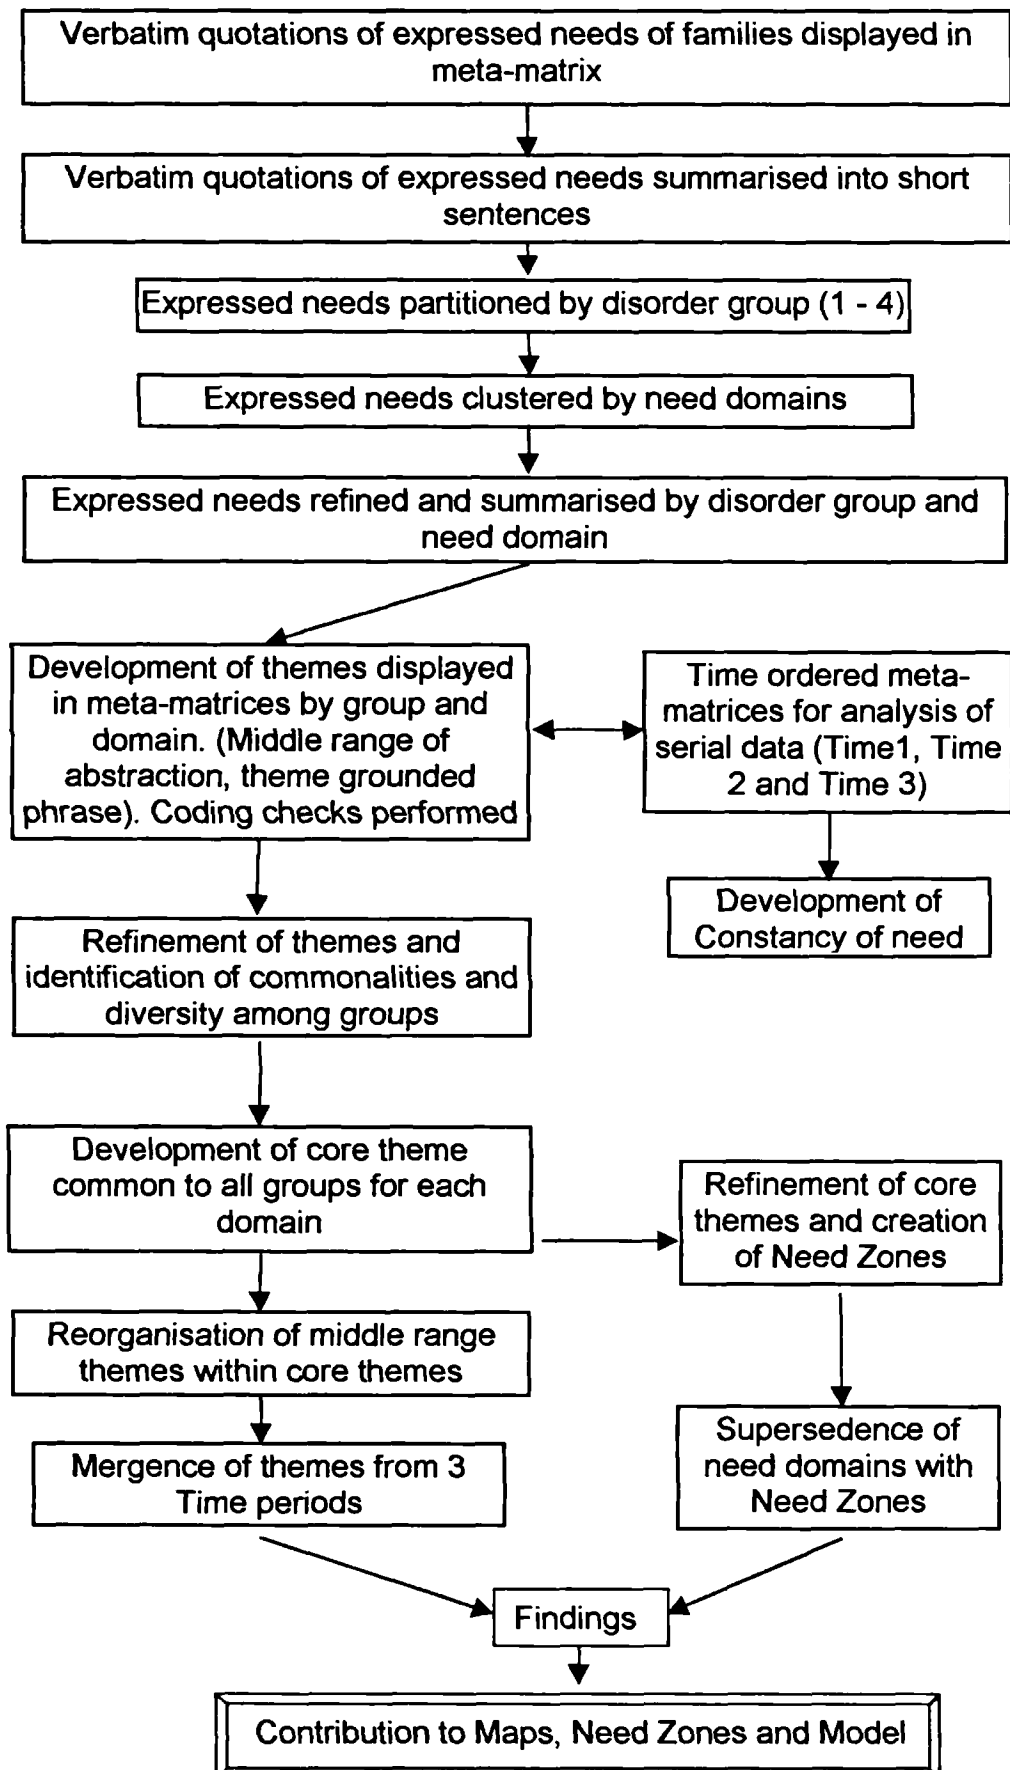 Verbatim quotations of expressed needs of families displayed in
meta-matrix
Verbatim quotations of expressed needs summarised into short
sentences
Expressed needs partitioned by disorder group (1 - 4)
Expressed needs clustered by need domains
Expressed needs refined and summarised by disorder group and
need domain
Development of themes displayed
in meta-matrices by group and
domain. (Middle range of
abstraction, theme grounded
phrase). Coding checks performed
Time ordered meta-
matrices for analysis of
serial data (Time1, Time
2 and Time 3)
Development of
Constancy of need
Refinement of themes and
identification of commonalities and
diversity among groups
Development of core theme
common to all groups for each
domain
Refinement of core
themes and creation
of Need Zones
Reorganisation of middle range
themes within core themes
Mergence of themes from 3
Time periods
Supersedence of
need domains with
Need Zones
Findings
Contribution to Maps, Need Zones and Model